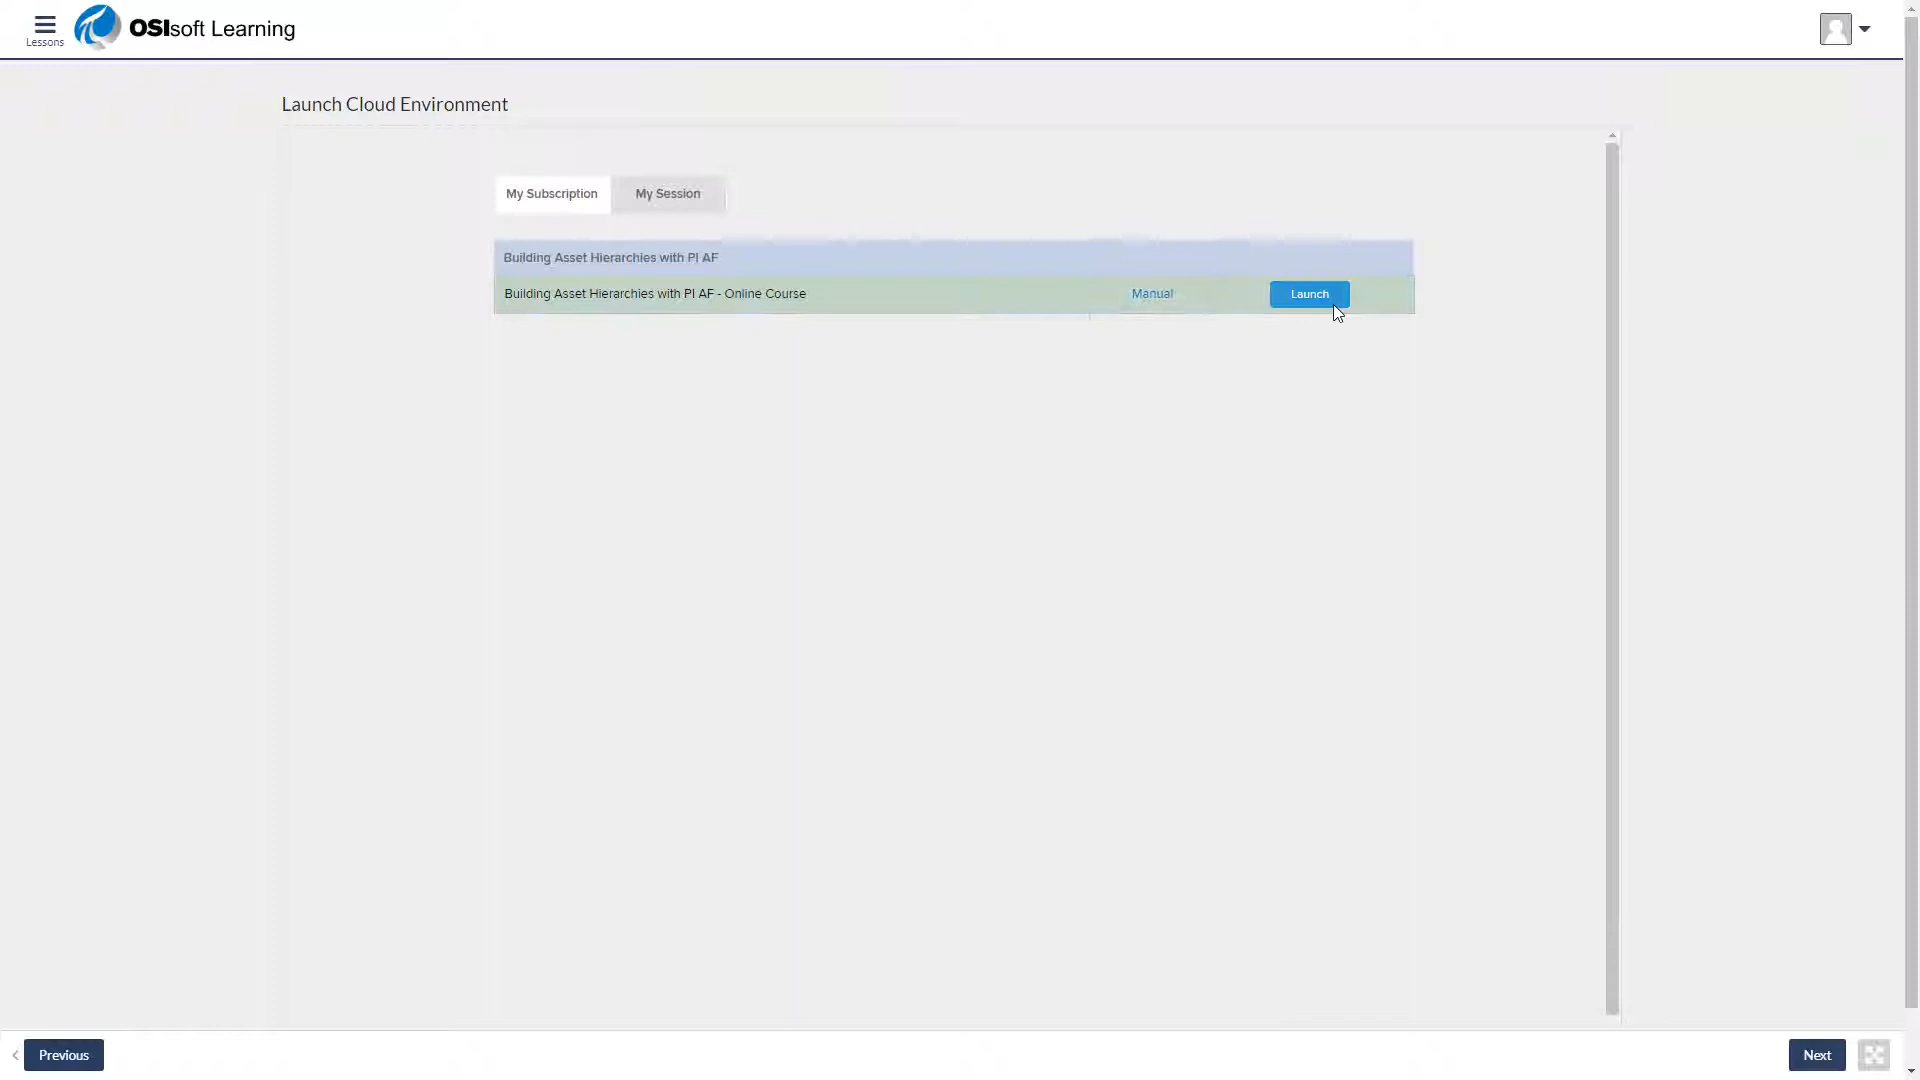 Lessons
OSIsoft Learning
Launch Cloud Environment
My Subscription
My Session
Building Asset Hierarchies with PI AF
Building Asset Hierarchies with PI AF - Online Course
Manual
Launch
Previous
Next